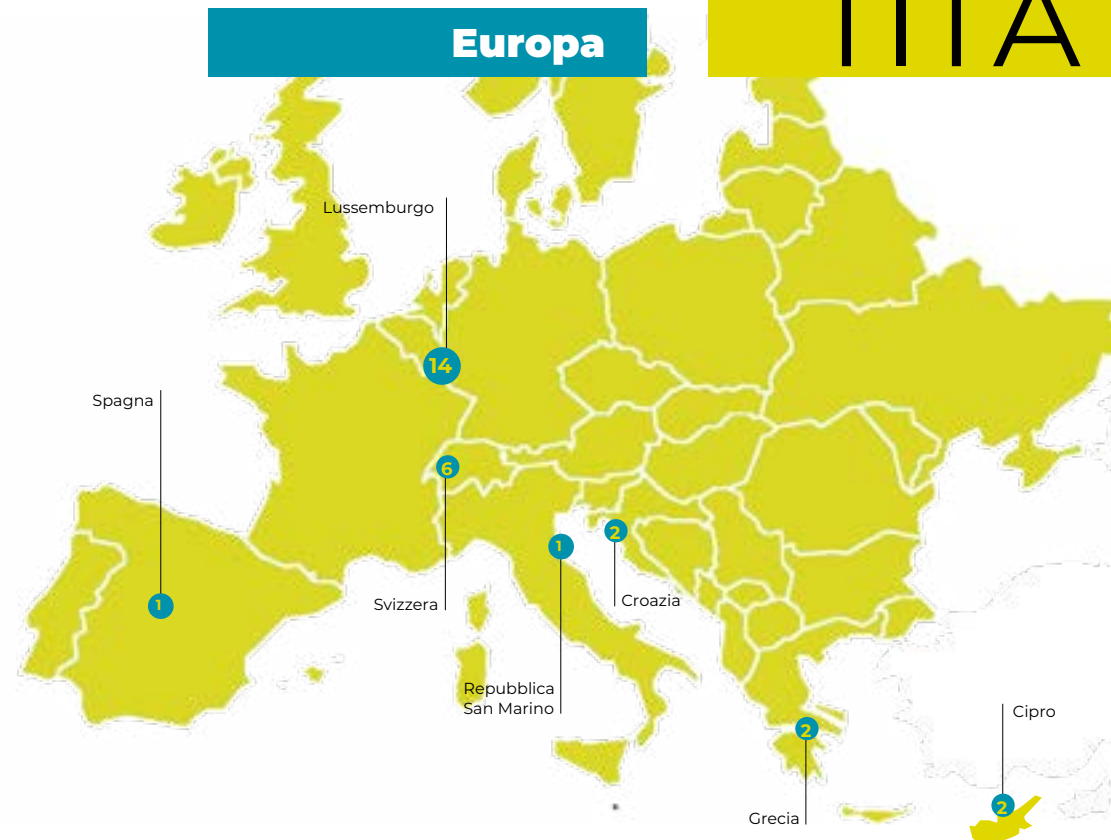 Europa
Lussemburgo
14
Spagna
6
2
1
1
Svizzera
Croazia
Repubblica
San Marino
Cipro
2
2
Grecia